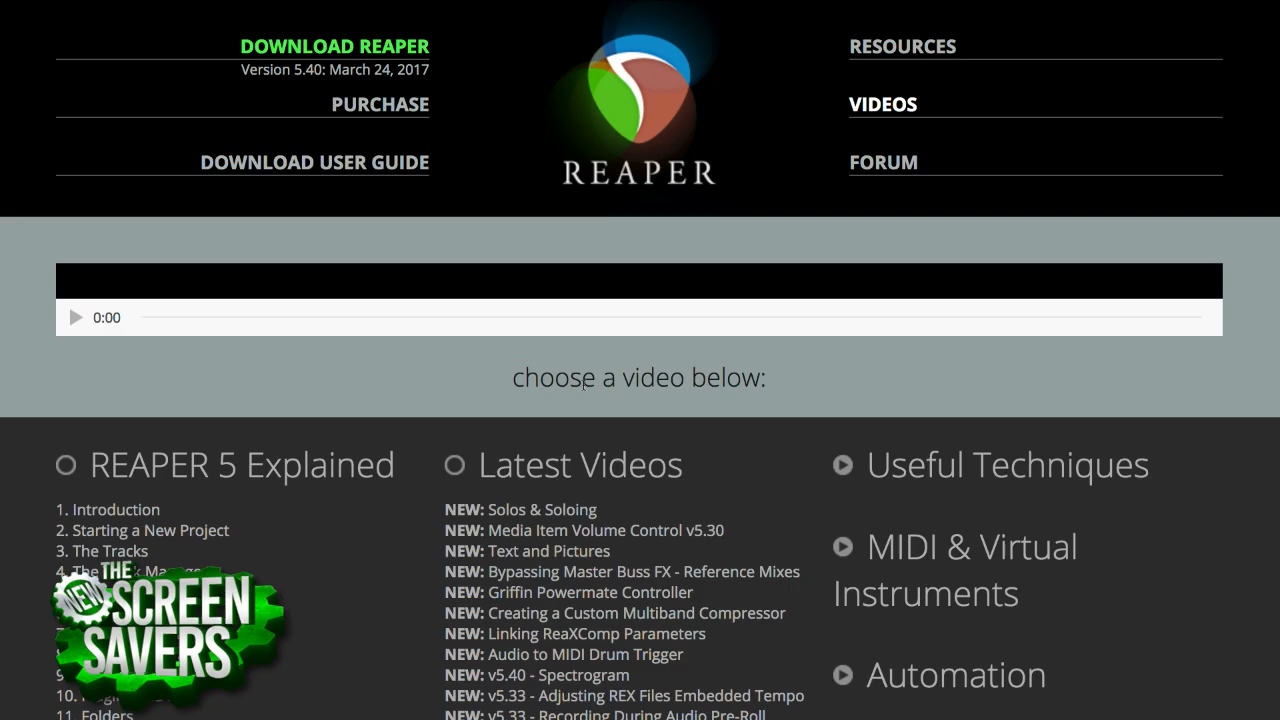 DOWNLOAD REAPER
Version 5.40: March 24, 2017
PURCHASE
DOWNLOAD USER GUIDE
REAPER
RESOURCES
VIDEOS
FORUM
0:00
choose a video below:
REAPER 5 Explained
1. Introduction
2. Starting a New Project
3. The Tracks
4. The
10.
11. Folders
Latest Videos
NEW: Solos & Soloing
NEW: Media Item Volume Control v5.30
NEW: Text and Pictures
NEW: Bypassing Master Buss FX - Reference Mixes
NEW: Griffin Powermate Controller
NEW: Creating a Custom Multiband Compressor
NEW: Linking ReaXComp Parameters
NEW: Audio to MIDI Drum Trigger
NEW: v5.40 - Spectrogram
NEW: v5.33 - Adjusting REX Files Embedded Tempo
NEW: v5.33 - Recording During Audio Pre-Roll
Useful Techniques
MIDI & Virtual
Instruments
Automation
THE
NEW SCREEN
SAVERS